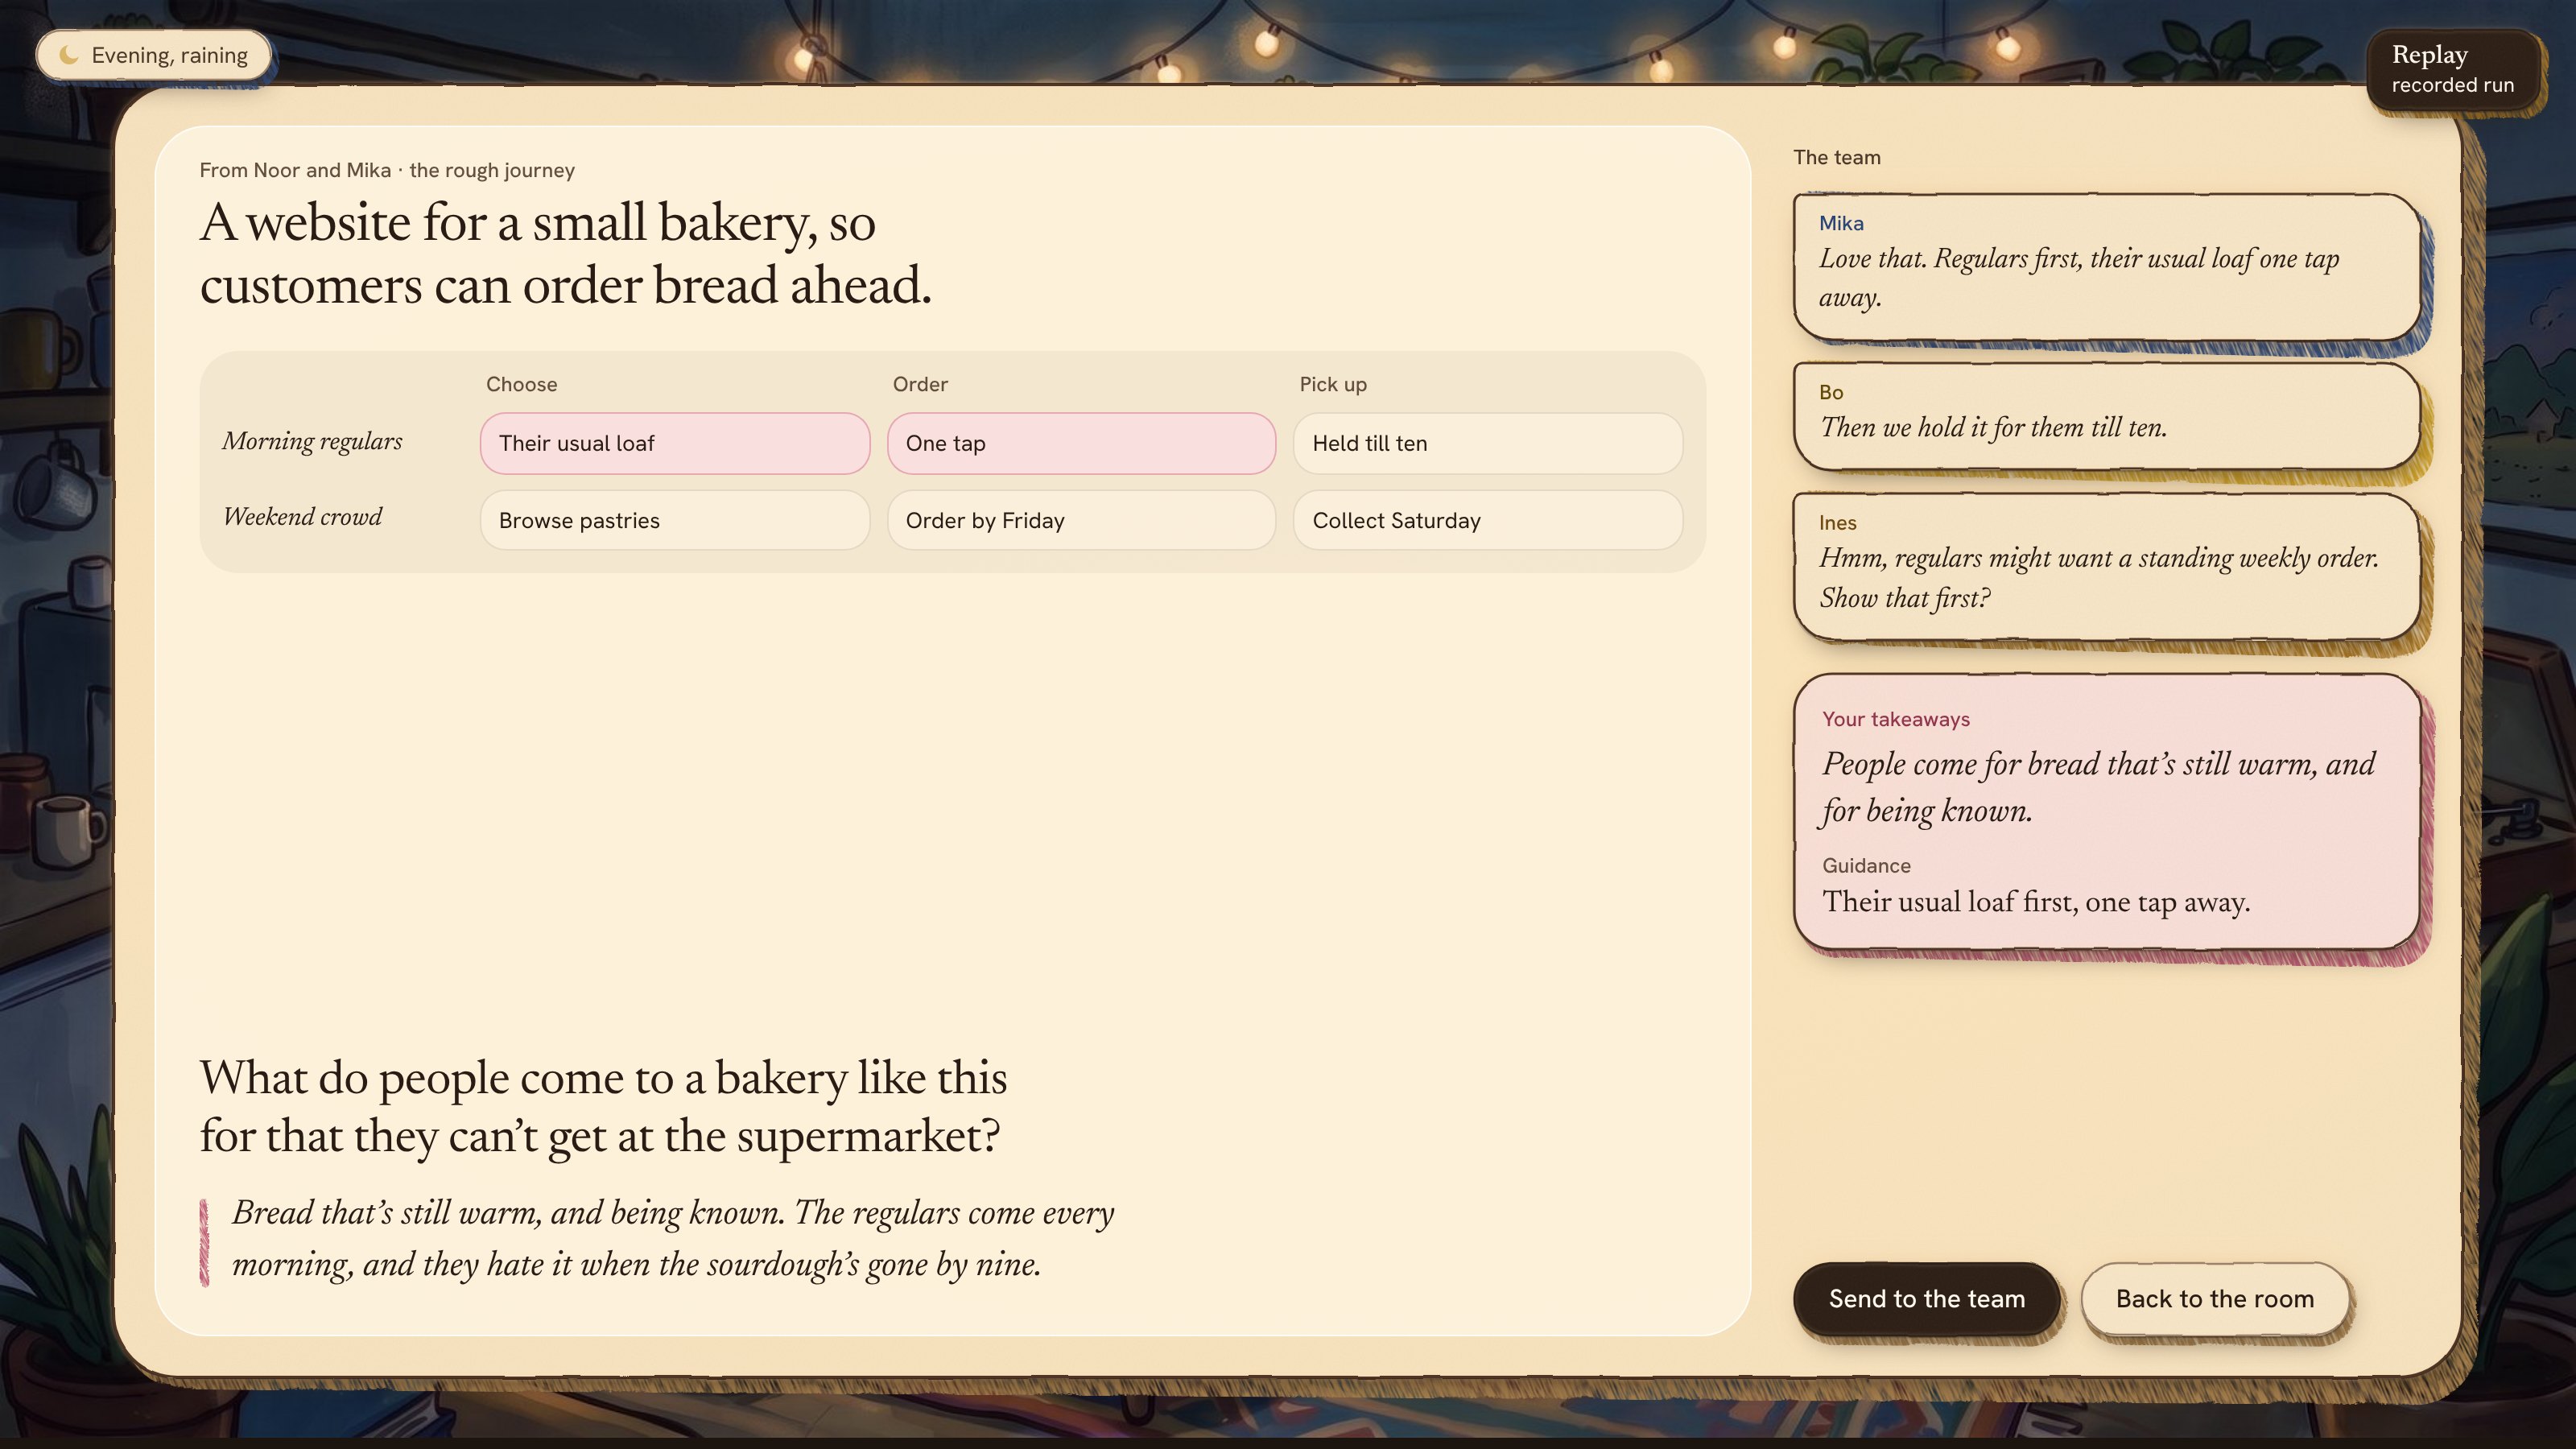 Evening, raining
Replay
recorded run
From Noor and Mika · the rough journey
A website for a small bakery, so
customers can order bread ahead.
Choose Order Pick up
Morning regulars Their usual loaf One tap Held till ten
Weekend crowd Browse pastries Order by Friday Collect Saturday
What do people come to a bakery like this
for that they can’t get at the supermarket?
Bread that’s still warm, and being known. The regulars come every
morning, and they hate it when the sourdough’s gone by nine.
The team
Mika
Love that. Regulars first, their usual loaf one tap
away.
Bo
Then we hold it for them till ten.
Ines
Hmm, regulars might want a standing weekly order.
Show that first?
Your takeaways
People come for bread that’s still warm, and
for being known.
Guidance
Their usual loaf first, one tap away.
Send to the team
Back to the room